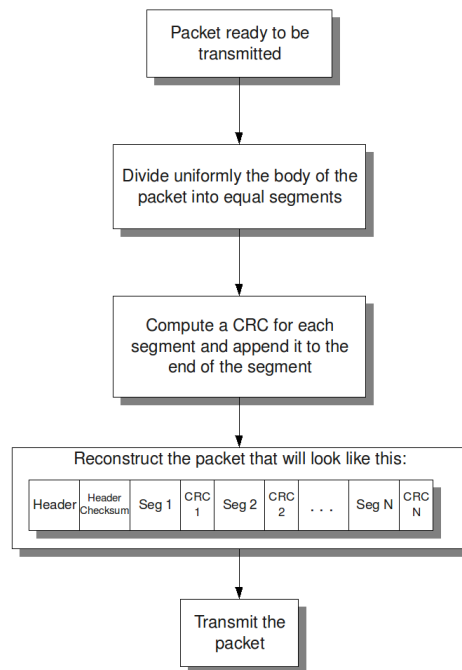 Packet ready to be
transmitted
Divide uniformly the body of the
packet into equal segments
Compute a CRC for each
segment and append it to the
end of the segment
Reconstruct the packet that will look like this:
Header
Header
Checksum
Seg 1
CRC
1
Seg 2
CRC
2
. . .
Seg N
CRC
N
Transmit the
packet